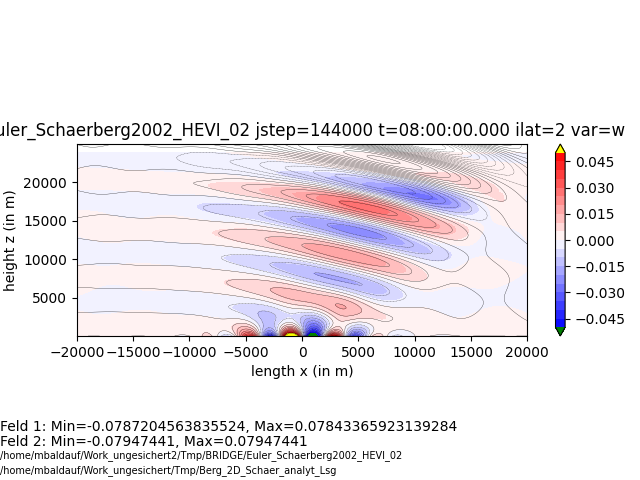 uler_Schaerberg2002_HEVI_02 jstep=144000 t=08:00:00.000 ilat=2 var=w
height z (in m)
20000
15000
10000
5000
−20000 −15000 −10000 −5000 0 5000 10000 15000 20000
length x (in m)
0.045
0.030
0.015
0.000
−0.015
−0.030
−0.045
Feld 1: Min=-0.0787204563835524, Max=0.07843365923139284
Feld 2: Min=-0.07947441, Max=0.07947441
/home/mbaldauf/Work_ungesichert2/Tmp/BRIDGE/Euler_Schaerberg2002_HEVI_02
/home/mbaldauf/Work_ungesichert/Tmp/Berg_2D_Schaer_analyt_Lsg